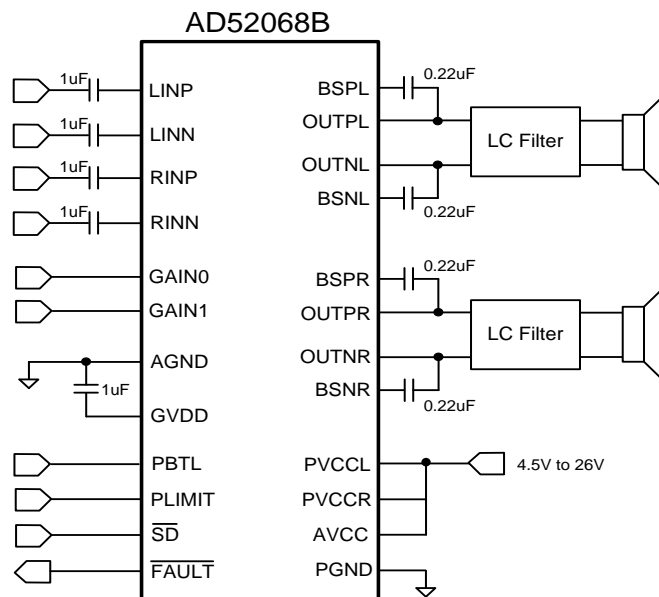 AD52068B
1uF
LINP
1uF
LINN
1uF
RINP
1uF
RINN
GAIN0
GAIN1
AGND
1uF
GVDD
PBTL
PLIMIT
SD
FAULT
BSPL
0.22uF
OUTPL
LC Filter
OUTNL
BSNL
0.22uF
BSPR
0.22uF
OUTPR
LC Filter
OUTNR
BSNR
0.22uF
PVCCL
4.5V to 26V
PVCCR
AVCC
PGND